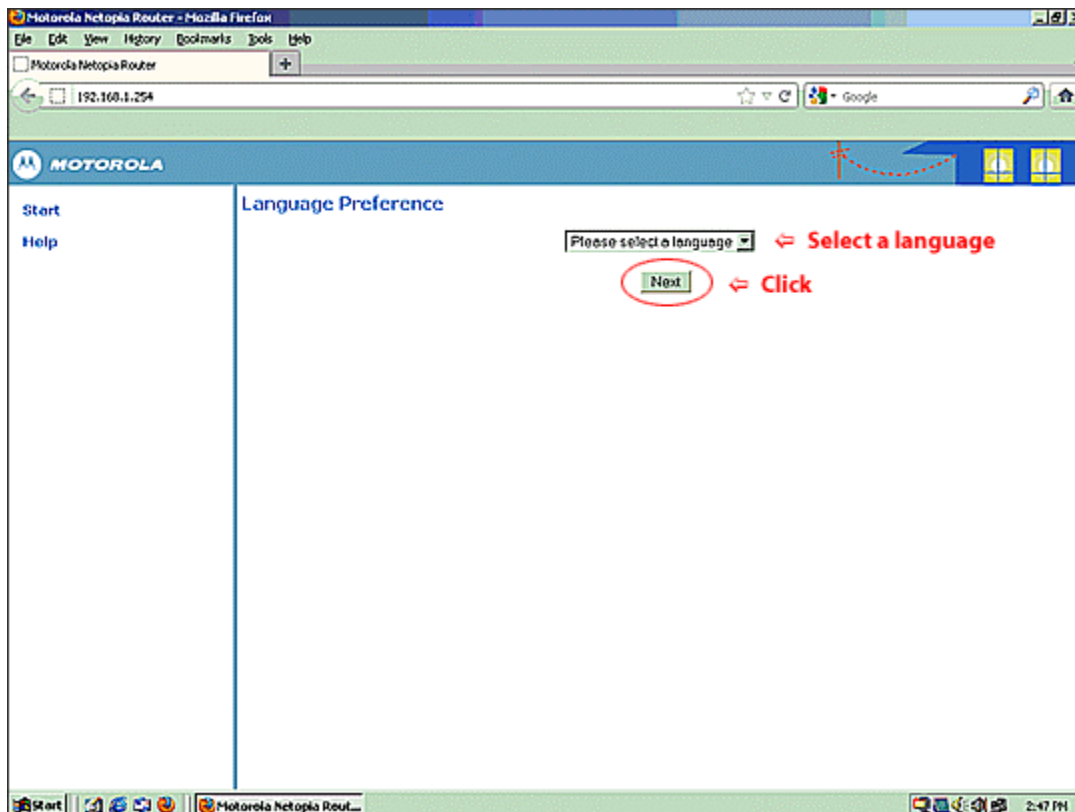 Motorola Netopia Router - Mozilla Firefox
File Edit View History Bookmarks Tools Help
Motorola Netopia Router
+
192.168.1.254
Google
MOTOROLA
Start
Help
Language Preference
Please select a language
⇦ Select a language
Next
⇦ Click
Start
Motorola Netopia Rout...
2:47 PM